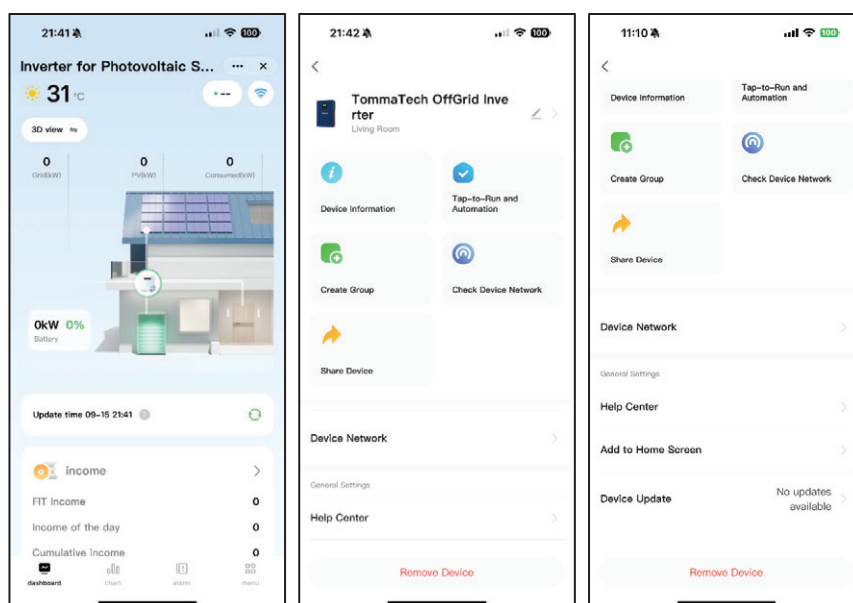 21:41
100
Inverter for Photovoltaic S...
31 °C
--
3D view
0
0
0
Grid(kW)
PV(kW)
Consumed(kW)
0kW 0%
Battery
Update time 09-15 21:41
income
FIT Income 0
Income of the day 0
Cumulative Income 0
dashboard
chart
alarm
menu
21:42
100
TommaTech OffGrid Inve
rter
Living Room
Device Information
Tap-to-Run and
Automation
Create Group
Check Device Network
Share Device
Device Network
General Settings
Help Center
Remove Device
11:10
100
Device Information
Tap-to-Run and
Automation
Create Group
Check Device Network
Share Device
Device Network
General Settings
Help Center
Add to Home Screen
Device Update
No updates
available
Remove Device